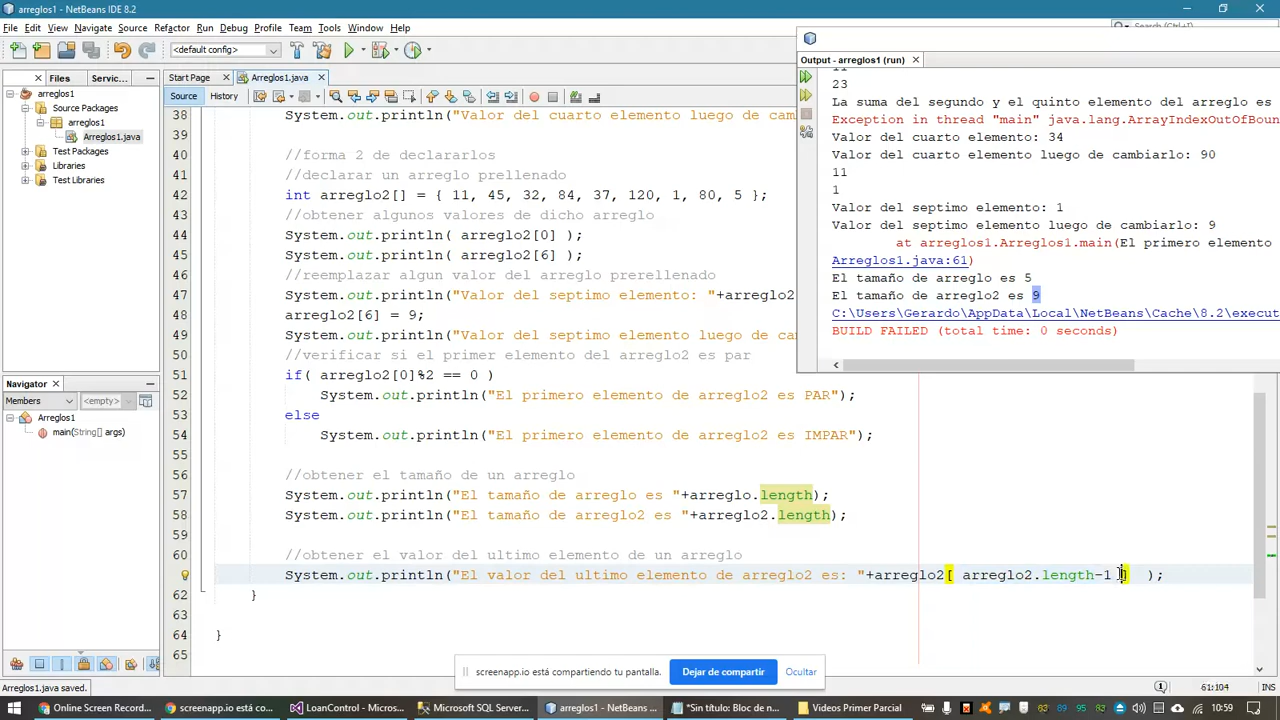 arreglos1 - NetBeans IDE 8.2
File Edit View Navigate Source Refactor Run Debug Profile Team Tools Window Help
Search (Ctrl+I)
<default config>
Files Servic...
Start Page Arreglos1.java
Source History
arreglos1
Source Packages
arreglos1
Arreglos1.java
Test Packages
Libraries
Test Libraries
Navigator
Members <empty>
Arreglos1
main(String[] args)
38 System.out.println("Valor del cuarto elemento luego de cam
39
40 //forma 2 de declararlos
41 //declarar un arreglo prellenado
42 int arreglo2[] = { 11, 45, 32, 84, 37, 120, 1, 80, 5 };
43 //obtener algunos valores de dicho arreglo
44 System.out.println( arreglo2[0] );
45 System.out.println( arreglo2[6] );
46 //reemplazar algun valor del arreglo prerellenado
47 System.out.println("Valor del septimo elemento: "+arreglo2
48 arreglo2[6] = 9;
49 System.out.println("Valor del septimo elemento luego de ca
50 //verificar si el primer elemento del arreglo2 es par
51 if( arreglo2[0]%2 == 0 )
52 System.out.println("El primero elemento de arreglo2 es PAR");
53 else
54 System.out.println("El primero elemento de arreglo2 es IMPAR");
55
56 //obtener el tamaño de un arreglo
57 System.out.println("El tamaño de arreglo es "+arreglo.length);
58 System.out.println("El tamaño de arreglo2 es "+arreglo2.length);
59
60 //obtener el valor del ultimo elemento de un arreglo
System.out.println("El valor del ultimo elemento de arreglo2 es: "+arreglo2[ arreglo2.length-1 ] );
62 }
63
64 }
65
Output - arreglos1 (run)
11
23
La suma del segundo y el quinto elemento del arreglo es
Exception in thread "main" java.lang.ArrayIndexOutOfBoun
Valor del cuarto elemento: 34
Valor del cuarto elemento luego de cambiarlo: 90
11
1
Valor del septimo elemento: 1
Valor del septimo elemento luego de cambiarlo: 9
at arreglos1.Arreglos1.main(El primero elemento
Arreglos1.java:61)
El tamaño de arreglo es 5
El tamaño de arreglo2 es 9
C:\Users\Gerardo\AppData\Local\NetBeans\Cache\8.2\execut
BUILD FAILED (total time: 0 seconds)
screenapp.io está compartiendo tu pantalla. Dejar de compartir Ocultar
Arreglos1.java saved. 1 61:104 INS
Online Screen Record... screenapp.io está co... LoanControl - Micros... Microsoft SQL Server... arreglos1 - NetBeans ... *Sin título: Bloc de n... Videos Primer Parcial 10:59